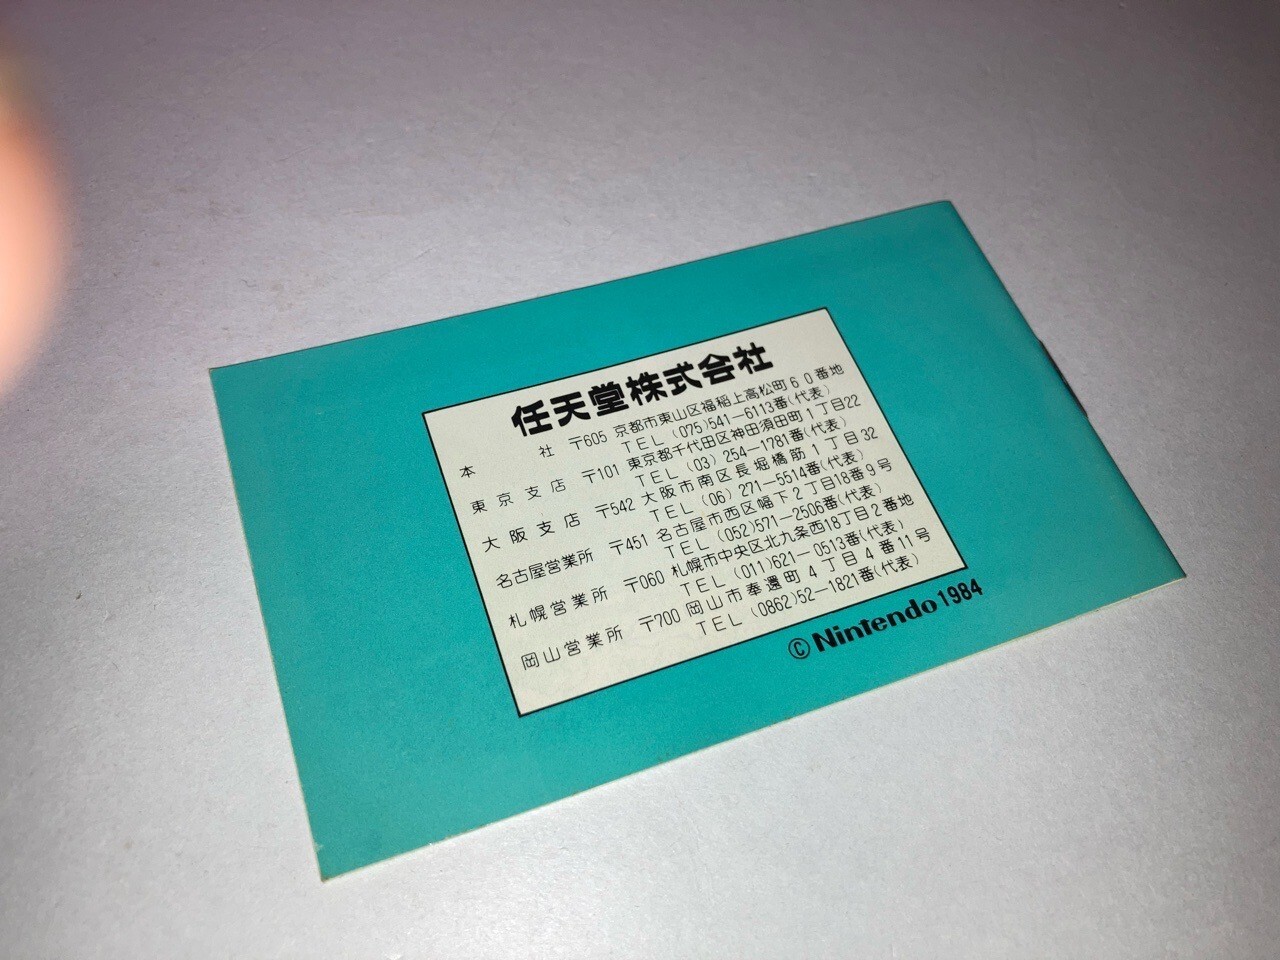 任天堂株式会社
本社 〒605 京都市東山区福稲上高松町60番地
TEL (075)541-6113番(代表)
東京支店 〒101 東京都千代田区神田須田町1丁目22
TEL (03) 254-1781番(代表)
大阪支店 〒542 大阪市南区長堀橋筋1丁目32
TEL (06) 271-5514番(代表)
名古屋営業所 〒451 名古屋市西区幅下2丁目18番9号
TEL (052)571-2506番(代表)
札幌営業所 〒060 札幌市中央区北九条西18丁目2番地
TEL (011)621-0513番(代表)
岡山営業所 〒700 岡山市奉還町4丁目4番11号
TEL (0862)52-1821番(代表)
©Nintendo 1984